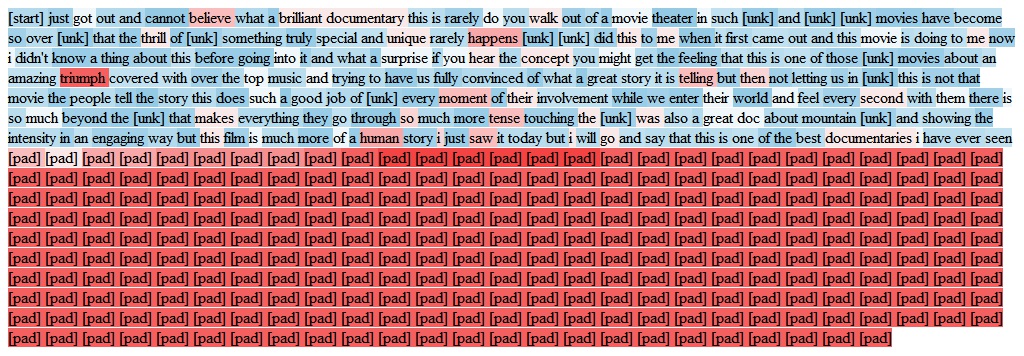 [start] just got out and cannot believe what a brilliant documentary this is rarely do you walk out of a movie theater in such [unk] and [unk] [unk] movies have become
so over [unk] that the thrill of [unk] something truly special and unique rarely happens [unk] [unk] did this to me when it first came out and this movie is doing to me now
i didn't know a thing about this before going into it and what a surprise if you hear the concept you might get the feeling that this is one of those [unk] movies about an
amazing triumph covered with over the top music and trying to have us fully convinced of what a great story it is telling but then not letting us in [unk] this is not that
movie the people tell the story this does such a good job of [unk] every moment of their involvement while we enter their world and feel every second with them there is
so much beyond the [unk] that makes everything they go through so much more tense touching the [unk] was also a great doc about mountain [unk] and showing the
intensity in an engaging way but this film is much more of a human story i just saw it today but i will go and say that this is one of the best documentaries i have ever seen
[pad] [pad] [pad] [pad] [pad] [pad] [pad] [pad] [pad] [pad] [pad] [pad] [pad] [pad] [pad] [pad] [pad] [pad] [pad] [pad] [pad] [pad] [pad] [pad] [pad] [pad] [pad]
[pad] [pad] [pad] [pad] [pad] [pad] [pad] [pad] [pad] [pad] [pad] [pad] [pad] [pad] [pad] [pad] [pad] [pad] [pad] [pad] [pad] [pad] [pad] [pad] [pad] [pad] [pad]
[pad] [pad] [pad] [pad] [pad] [pad] [pad] [pad] [pad] [pad] [pad] [pad] [pad] [pad] [pad] [pad] [pad] [pad] [pad] [pad] [pad] [pad] [pad] [pad] [pad] [pad] [pad]
[pad] [pad] [pad] [pad] [pad] [pad] [pad] [pad] [pad] [pad] [pad] [pad] [pad] [pad] [pad] [pad] [pad] [pad] [pad] [pad] [pad] [pad] [pad] [pad] [pad] [pad] [pad]
[pad] [pad] [pad] [pad] [pad] [pad] [pad] [pad] [pad] [pad] [pad] [pad] [pad] [pad] [pad] [pad] [pad] [pad] [pad] [pad] [pad] [pad] [pad] [pad] [pad] [pad] [pad]
[pad] [pad] [pad] [pad] [pad] [pad] [pad] [pad] [pad] [pad] [pad] [pad] [pad] [pad] [pad] [pad] [pad] [pad] [pad] [pad] [pad] [pad] [pad] [pad] [pad] [pad] [pad]
[pad] [pad] [pad] [pad] [pad] [pad] [pad] [pad] [pad] [pad] [pad] [pad] [pad] [pad] [pad] [pad] [pad] [pad] [pad] [pad] [pad] [pad] [pad] [pad] [pad] [pad] [pad]
[pad] [pad] [pad] [pad] [pad] [pad] [pad] [pad] [pad] [pad] [pad] [pad] [pad] [pad] [pad] [pad] [pad] [pad] [pad] [pad] [pad] [pad] [pad] [pad] [pad] [pad] [pad]
[pad] [pad] [pad] [pad] [pad] [pad] [pad] [pad] [pad] [pad] [pad] [pad] [pad] [pad] [pad] [pad] [pad] [pad] [pad] [pad] [pad] [pad] [pad] [pad] [pad] [pad] [pad]
[pad] [pad] [pad] [pad] [pad] [pad] [pad] [pad] [pad] [pad] [pad] [pad] [pad] [pad] [pad] [pad] [pad] [pad] [pad] [pad] [pad] [pad] [pad] [pad]